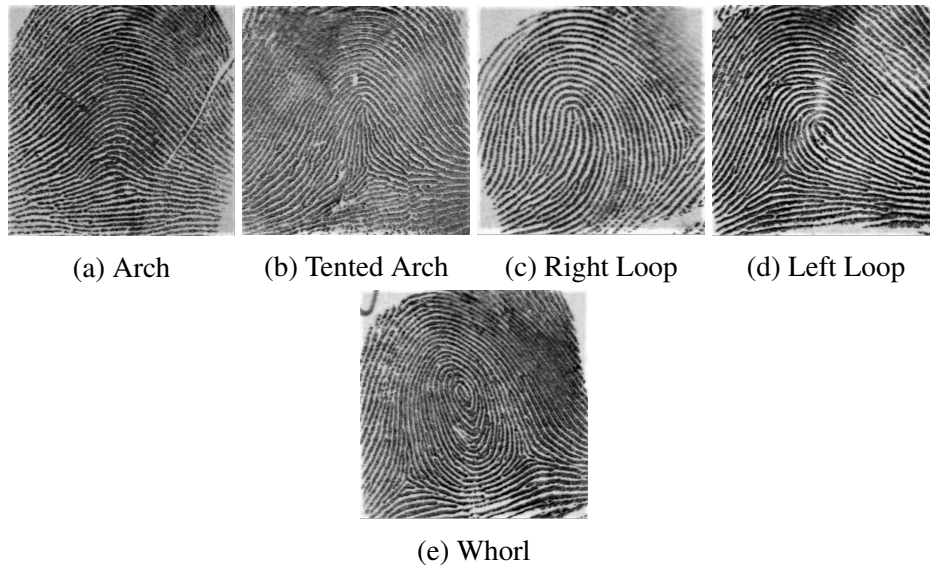 (a) Arch
(b) Tented Arch
(c) Right Loop
(d) Left Loop
(e) Whorl